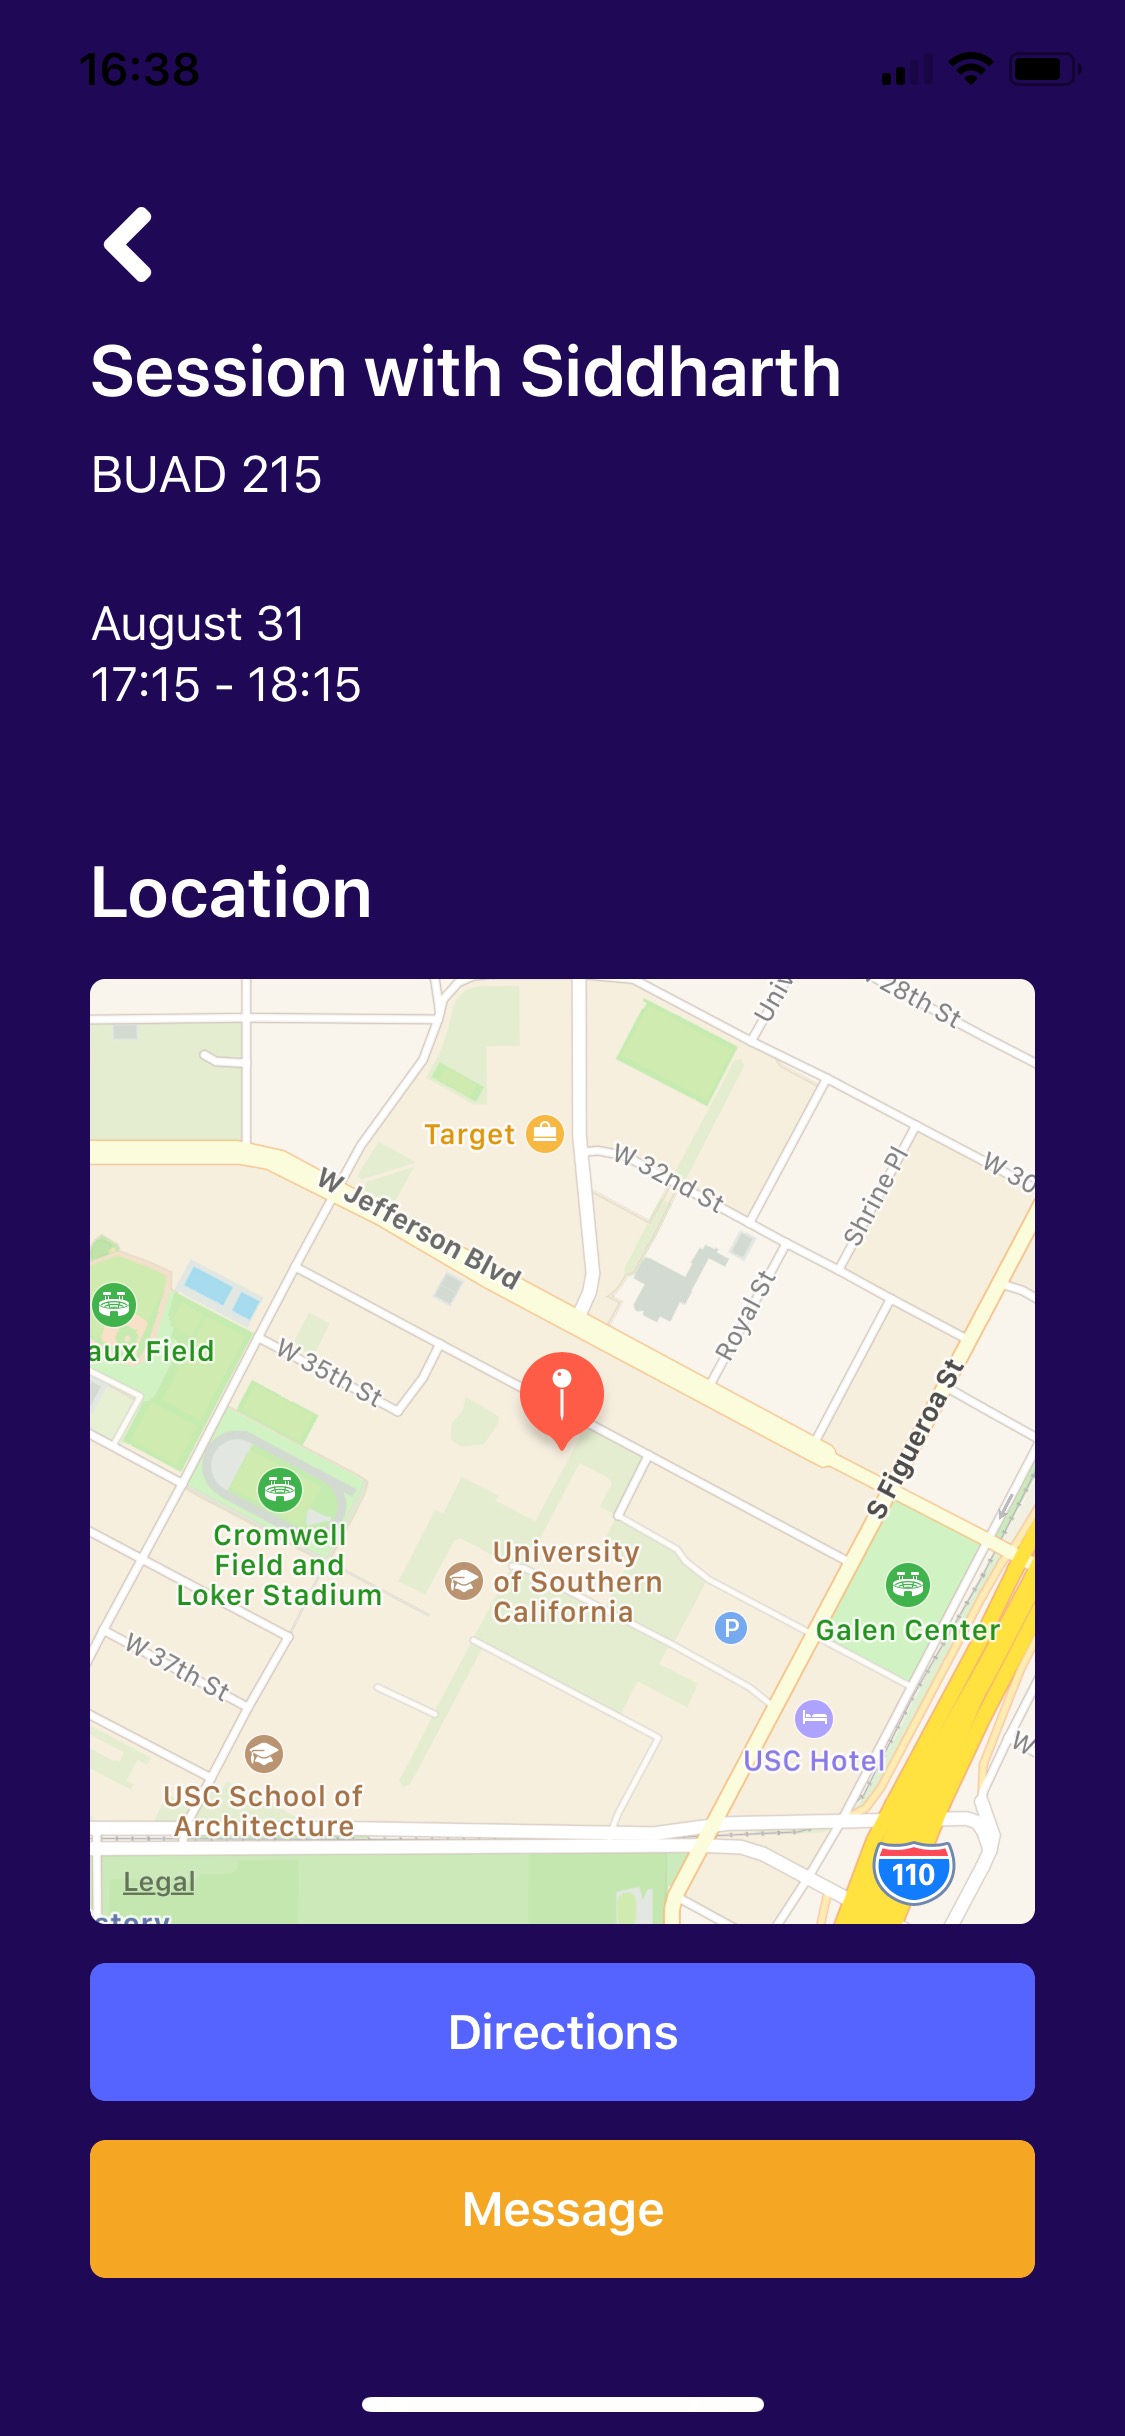 16:38
Session with Siddharth
BUAD 215
August 31
17:15 - 18:15
Location
28th St
Univ
Target
W 32nd St
W 30
Shrine Pl
W Jefferson Blvd
Royal St
aux Field
W 35th St
S Figueroa St
Cromwell
Field and
Loker Stadium
University
of Southern
California
P
Galen Center
W 37th St
USC Hotel
W
USC School of
Architecture
110
Legal
story
Directions
Message